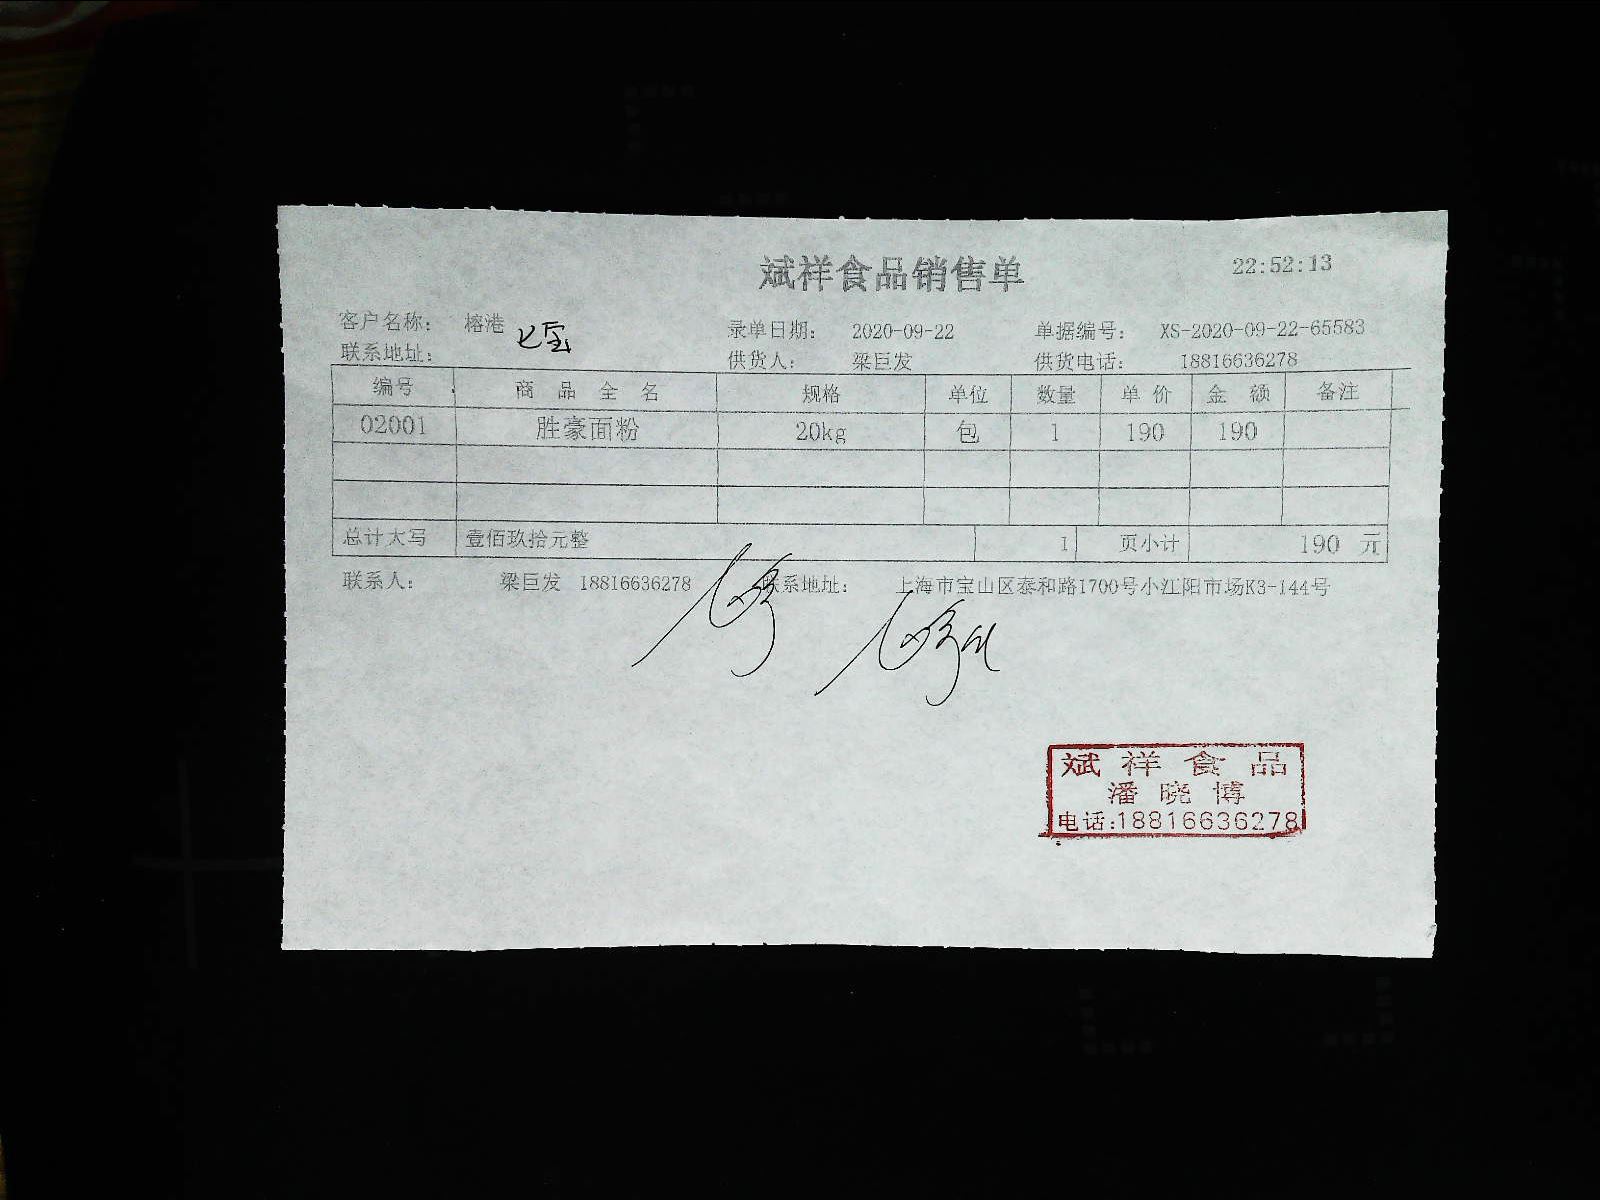 斌祥食品销售单 22:52:13
客户名称： 榕港 七宝 录单日期： 2020-09-22 单据编号： XS-2020-09-22-65583
联系地址： 供货人： 梁巨发 供货电话： 18816636278
编号 商品全名 规格 单位 数量 单价 金额 备注
02001 胜豪面粉 20kg 包 1 190 190
总计大写 壹佰玖拾元整 1 页小计 190 元
联系人： 梁巨发 18816636278 联系地址： 上海市宝山区泰和路1700号小江阳市场K3-144号
斌祥食品
潘晓博
电话:18816636278